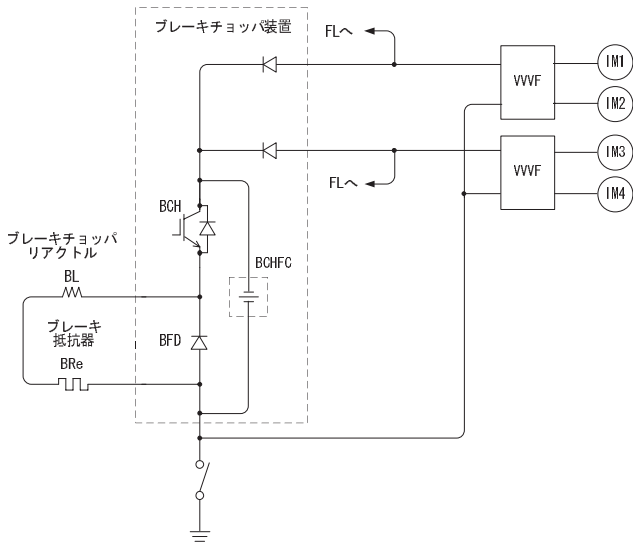 ブレーキチョッパ装置
FLへ
VVVF
IM1
IM2
FLへ
VVVF
IM3
IM4
BCH
BCHFC
ブレーキチョッパ
リアクトル
BL
ブレーキ
抵抗器
BRe
BFD